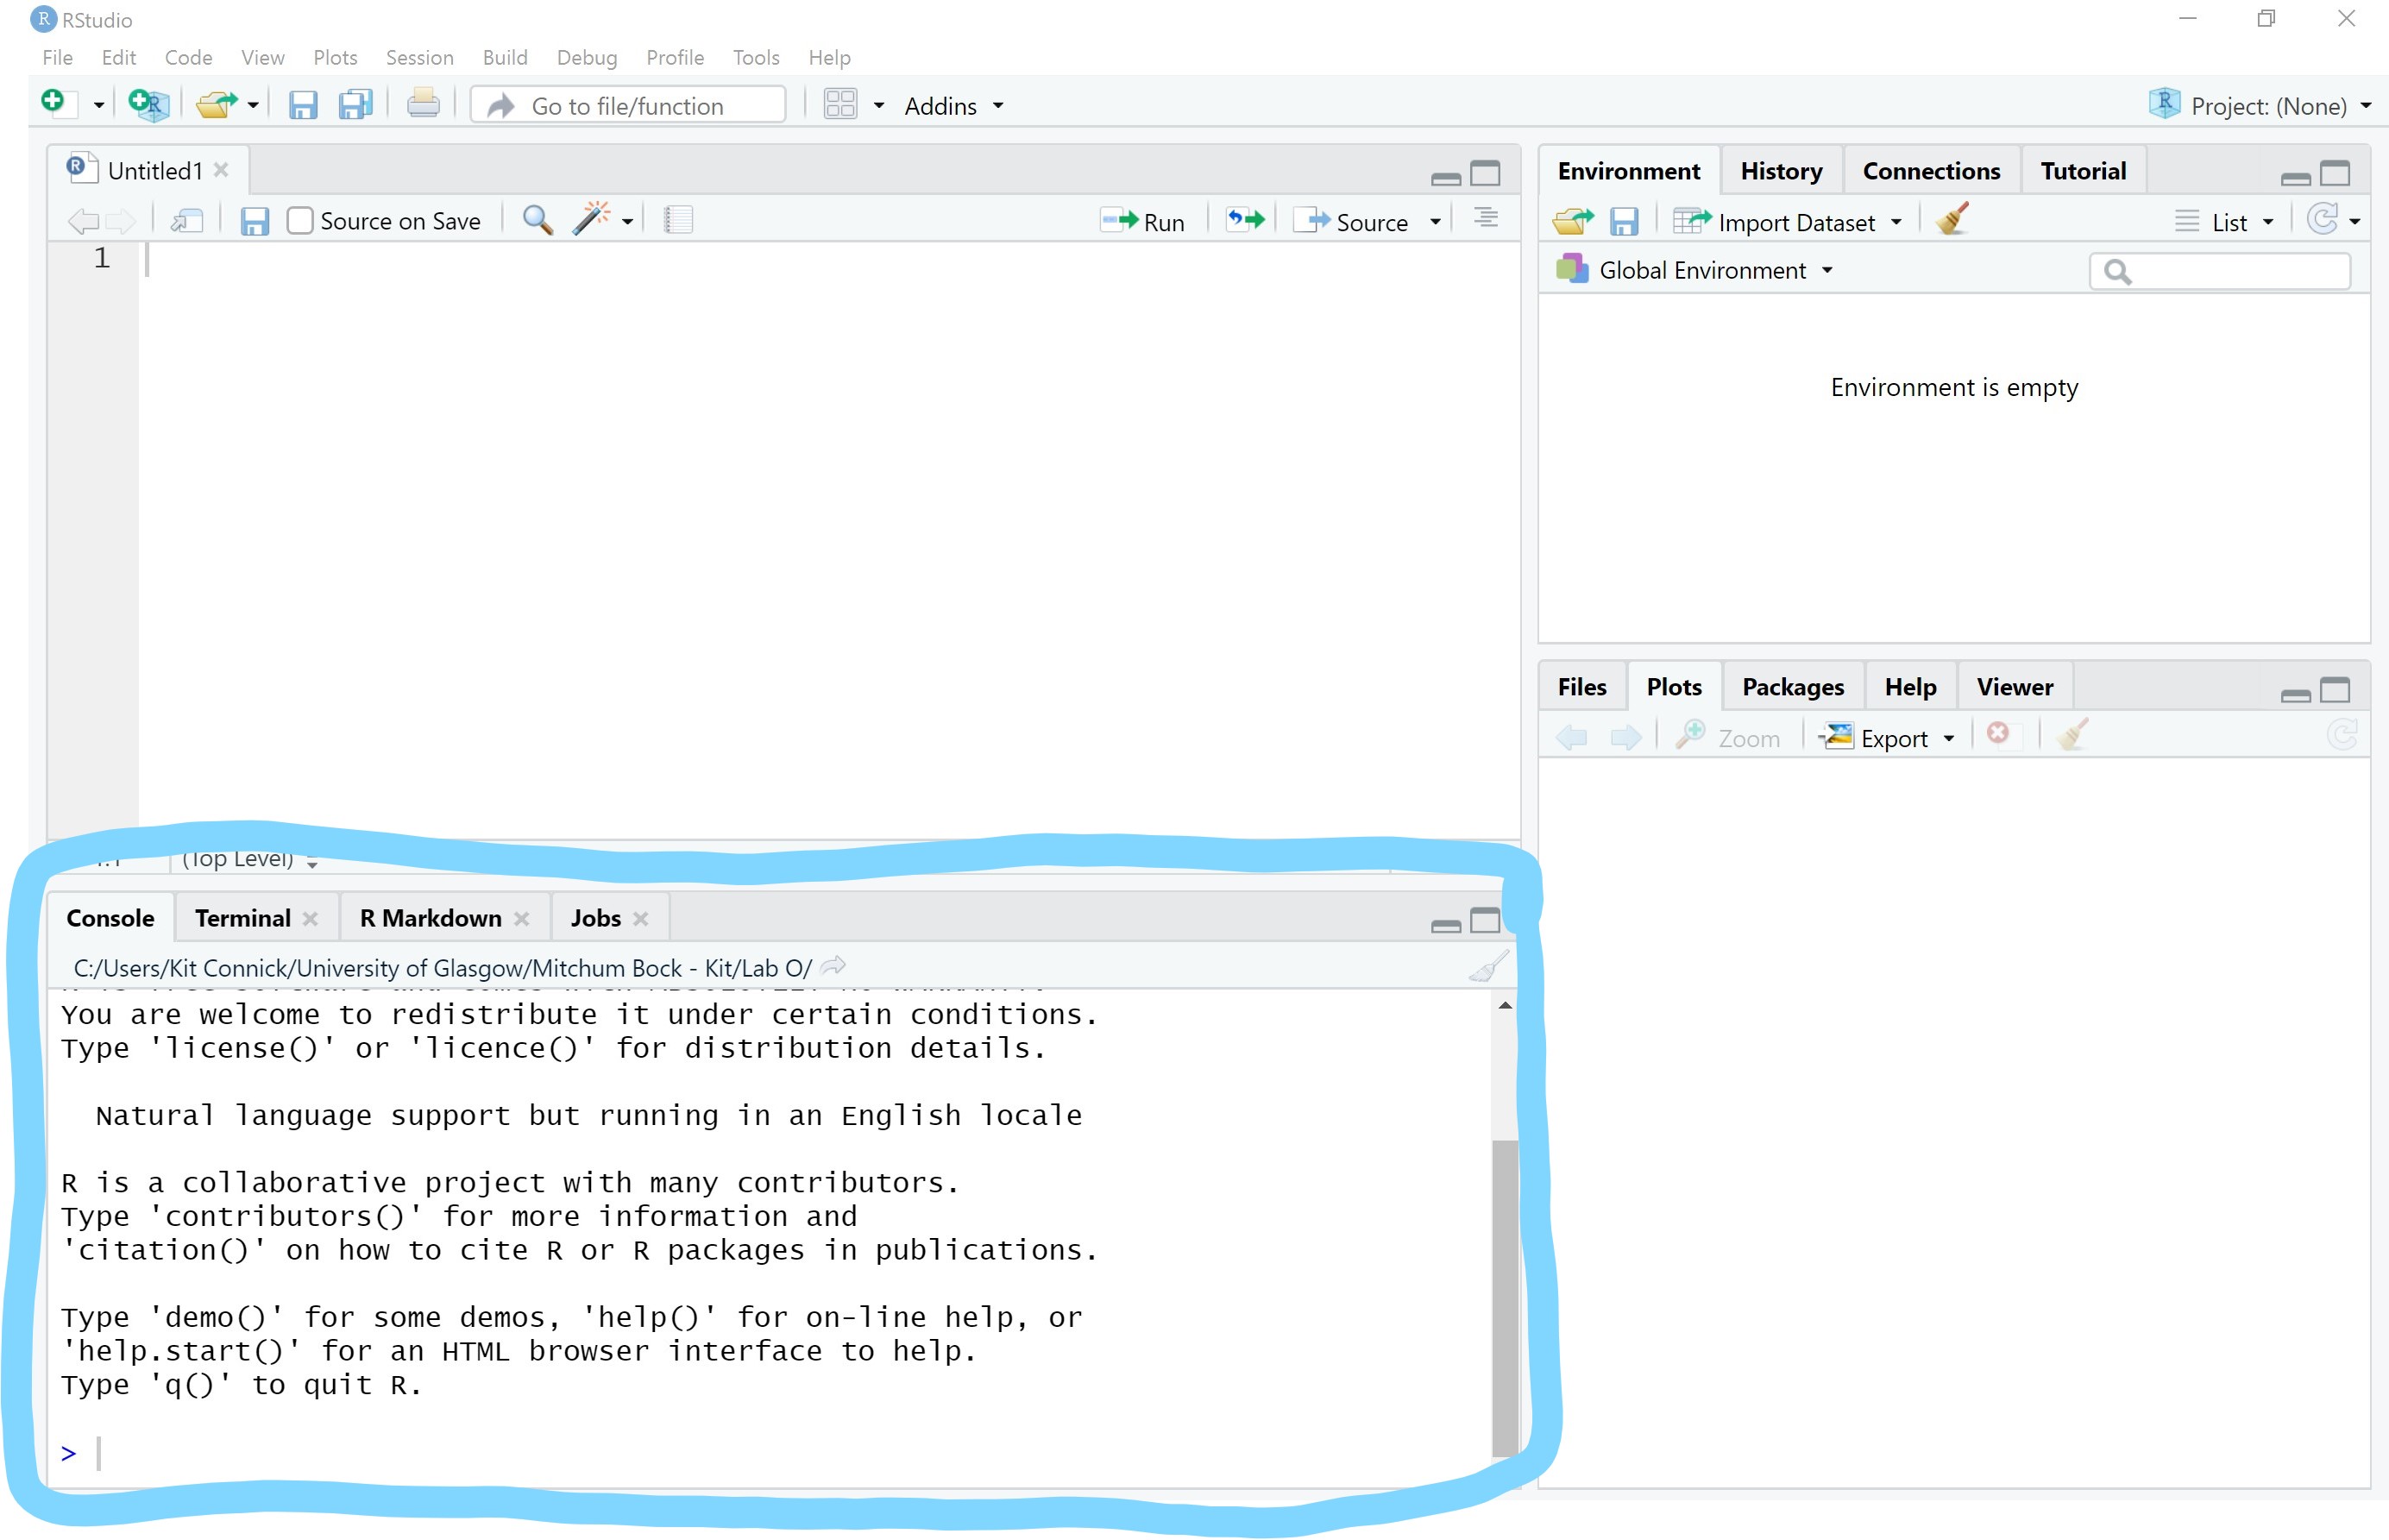 RStudio
File Edit Code View Plots Session Build Debug Profile Tools Help
Go to file/function Addins Project: (None)
Untitled1
Source on Save Run Source
1
(Top Level)
Console Terminal R Markdown Jobs
C:/Users/Kit Connick/University of Glasgow/Mitchum Bock - Kit/Lab O/
You are welcome to redistribute it under certain conditions.
Type 'license()' or 'licence()' for distribution details.
Natural language support but running in an English locale
R is a collaborative project with many contributors.
Type 'contributors()' for more information and
'citation()' on how to cite R or R packages in publications.
Type 'demo()' for some demos, 'help()' for on-line help, or
'help.start()' for an HTML browser interface to help.
Type 'q()' to quit R.
>
Environment History Connections Tutorial
Import Dataset List
Global Environment
Environment is empty
Files Plots Packages Help Viewer
Zoom Export